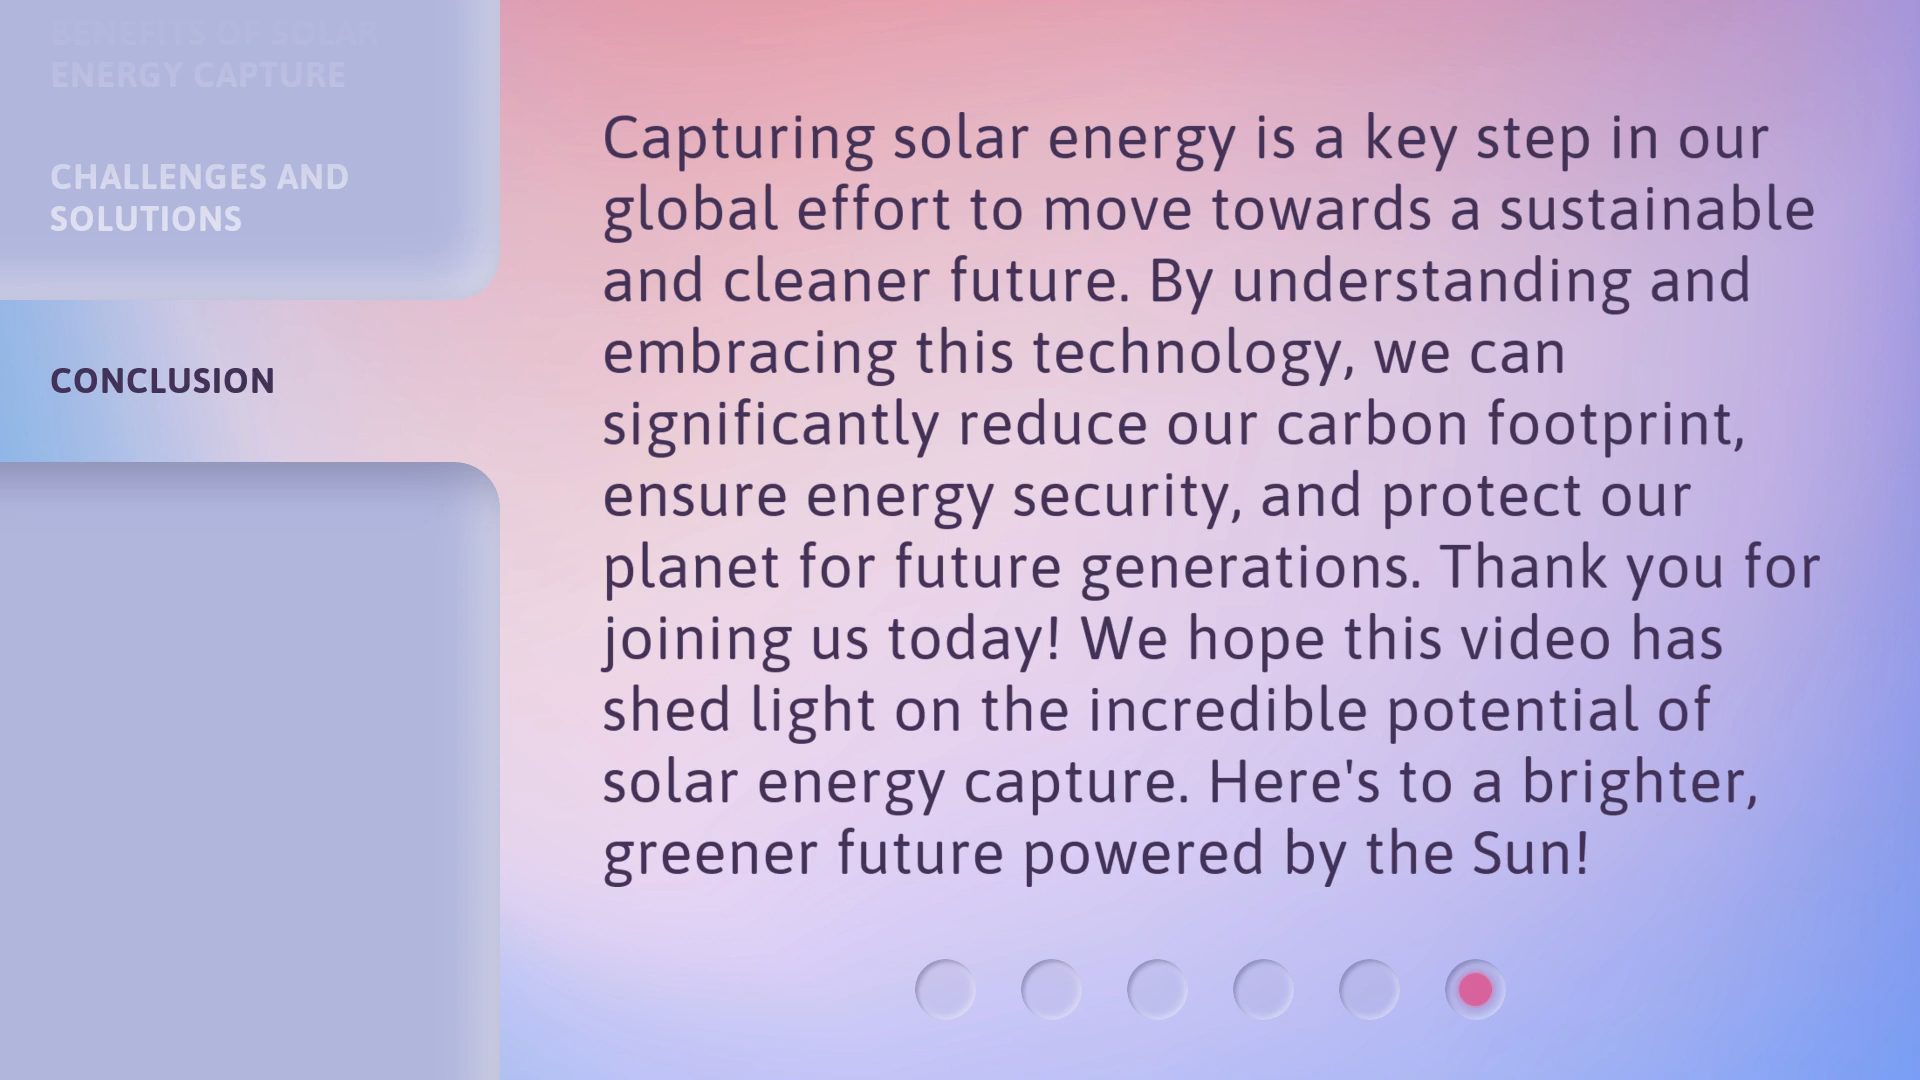 BENEFITS OF SOLAR
ENERGY CAPTURE
CHALLENGES AND
SOLUTIONS
CONCLUSION
Capturing solar energy is a key step in our
global effort to move towards a sustainable
and cleaner future. By understanding and
embracing this technology, we can
significantly reduce our carbon footprint,
ensure energy security, and protect our
planet for future generations. Thank you for
joining us today! We hope this video has
shed light on the incredible potential of
solar energy capture. Here's to a brighter,
greener future powered by the Sun!